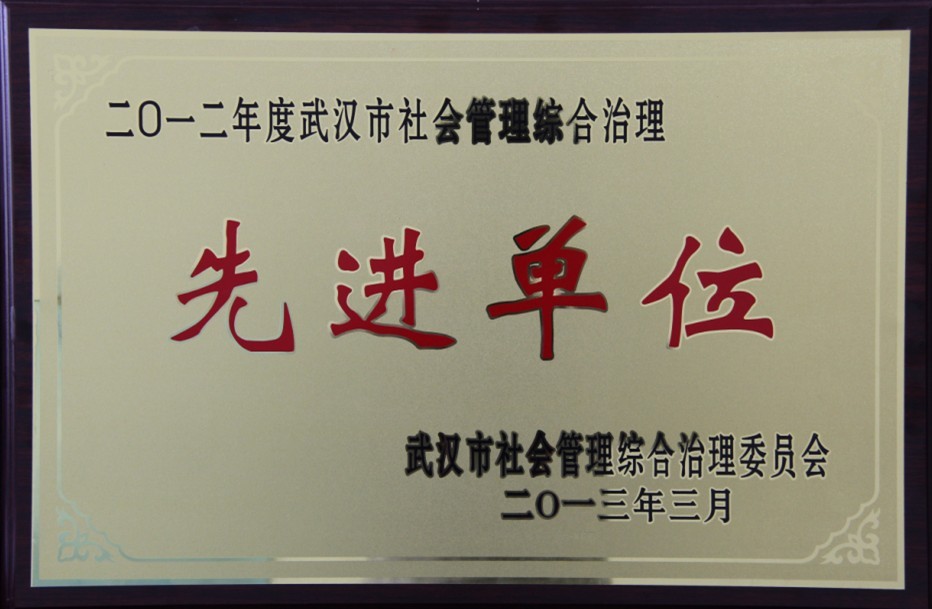 二〇一二年度武汉市社会管理综合治理
先进单位
武汉市社会管理综合治理委员会
二〇一三年三月